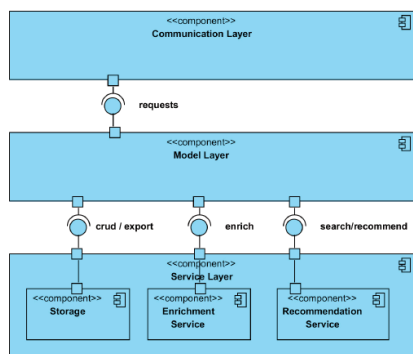 <<component>>
Communication Layer
requests
<<component>>
Model Layer
crud / export
enrich
search/recommend
<<component>>
Service Layer
<<component>>
Storage
<<component>>
Enrichment
Service
<<component>>
Recommendation
Service